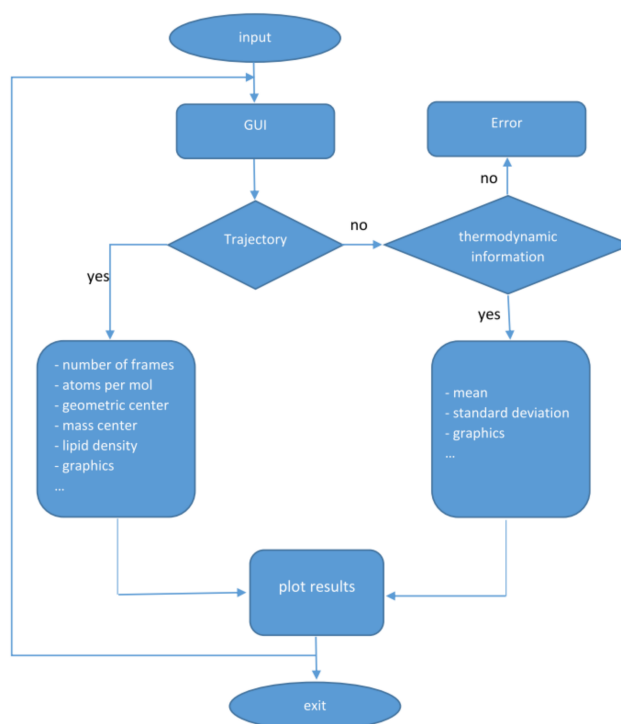 input
GUI
Error
no
Trajectory
no
thermodynamic
information
yes
yes
- number of frames
- atoms per mol
- geometric center
- mass center
- lipid density
- graphics
...
- mean
- standard deviation
- graphics
...
plot results
exit